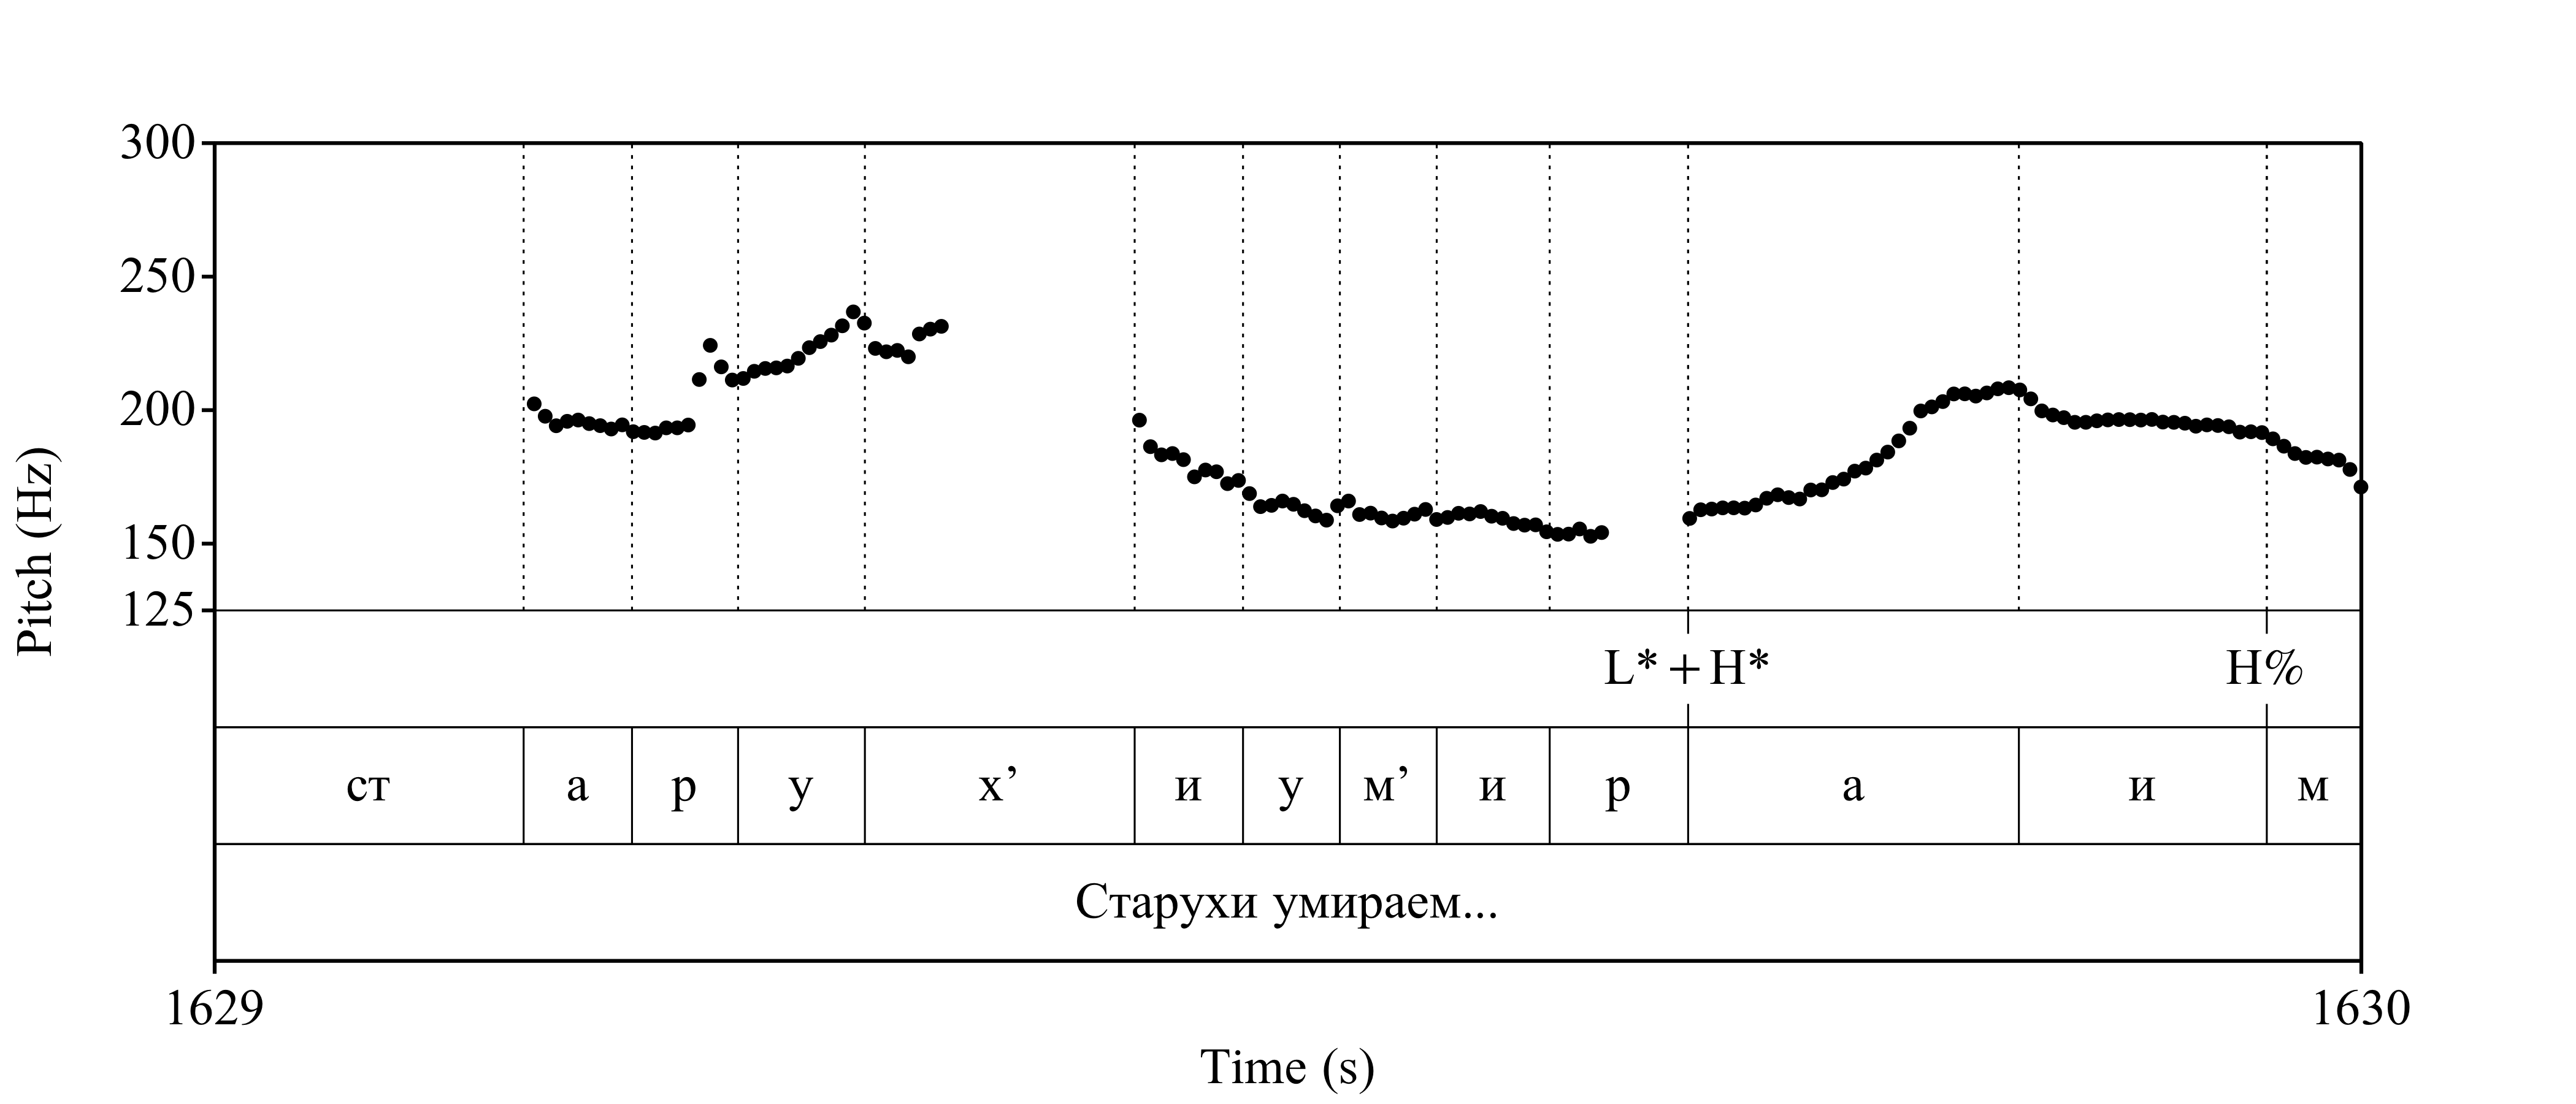 300
250
200
150
125
Pitch (Hz)
L*+H* H%
ст а р у х’ и у м’ и р а и м
Старухи умираем...
1629 1630
Time (s)